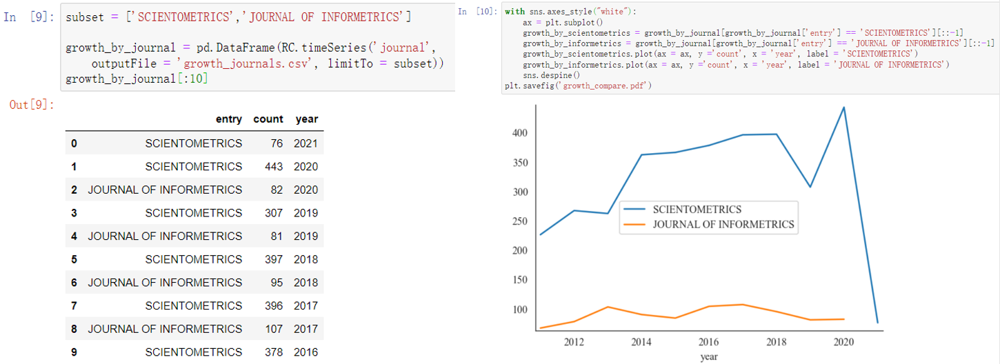 In [9]:
subset = ['SCIENTOMETRICS','JOURNAL OF INFORMETRICS']
growth_by_journal = pd.DataFrame(RC.timeSeries('journal',
outputFile = 'growth_journals.csv', limitTo = subset))
growth_by_journal[:10]
Out[9]:
entry count year
0 SCIENTOMETRICS 76 2021
1 SCIENTOMETRICS 443 2020
2 JOURNAL OF INFORMETRICS 82 2020
3 SCIENTOMETRICS 307 2019
4 JOURNAL OF INFORMETRICS 81 2019
5 SCIENTOMETRICS 397 2018
6 JOURNAL OF INFORMETRICS 95 2018
7 SCIENTOMETRICS 396 2017
8 JOURNAL OF INFORMETRICS 107 2017
9 SCIENTOMETRICS 378 2016
In [10]:
with sns.axes_style("white"):
ax = plt.subplot()
growth_by_scientometrics = growth_by_journal[growth_by_journal['entry'] == 'SCIENTOMETRICS'][::-1]
growth_by_informetrics = growth_by_journal[growth_by_journal['entry'] == 'JOURNAL OF INFORMETRICS'][::-1]
growth_by_scientometrics.plot(ax = ax, y ='count', x = 'year', label = 'SCIENTOMETRICS')
growth_by_informetrics.plot(ax = ax, y ='count', x = 'year', label = 'JOURNAL OF INFORMETRICS')
sns.despine()
plt.savefig('growth_compare.pdf')
400
350
300
250
200
150
100
SCIENTOMETRICS
JOURNAL OF INFORMETRICS
2012 2014 2016 2018 2020
year